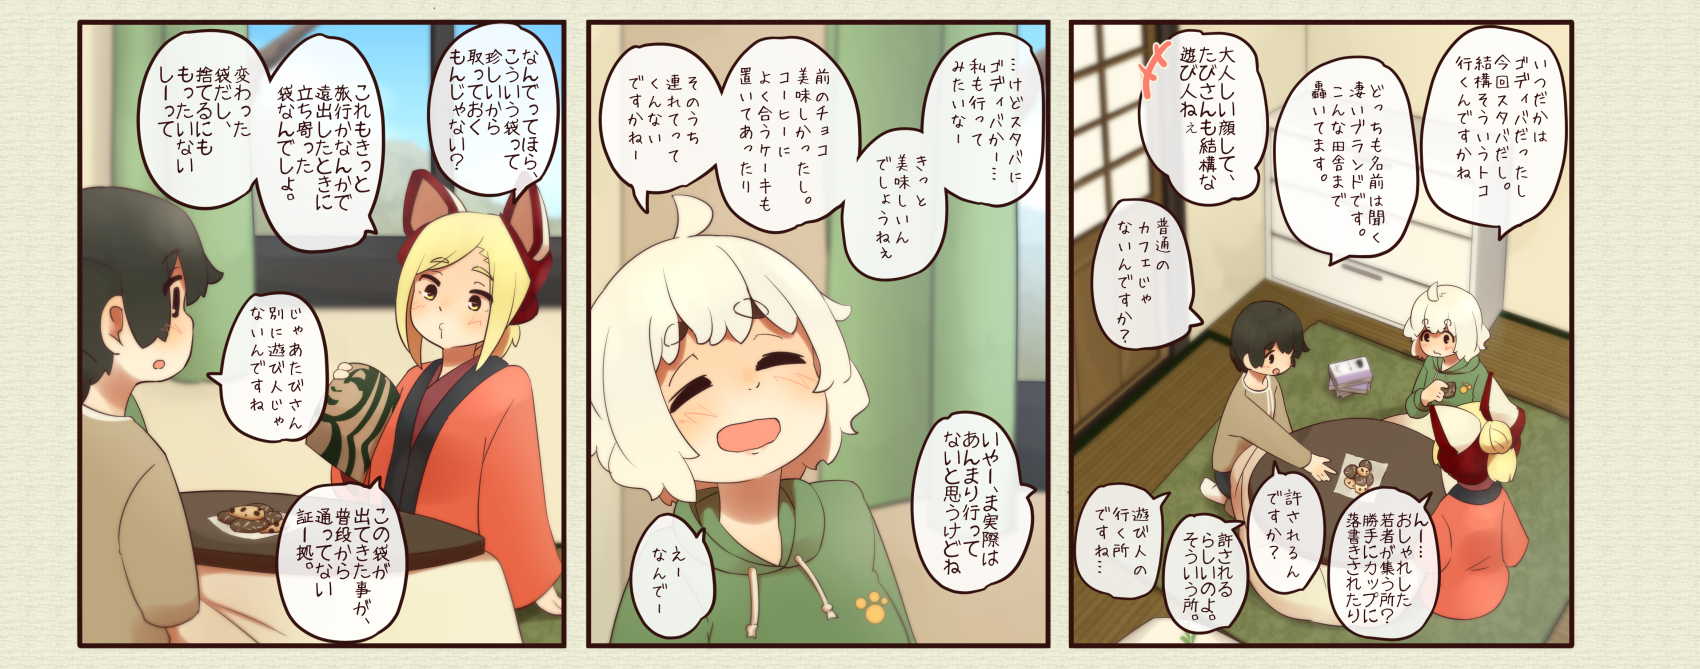 いつだかは
ゴディバだったし
今回スタバだし。
結構そういうトコ
行くんですかね
どっちも名前は聞く
凄いブランドです。
こんな田舎まで
轟いてます。
大人しい顔して、
たびさんも結構な
遊び人ねぇ
普通の
カフェじゃ
ないんですか?
んー…
おしゃれした
若者が集う所?
勝手にカップに
落書きされたり
許されるん
ですか?
許される
らしいのよ。
そういう所。
遊び人の
行く所
ですね…
…けどスタバに
ゴディバかー…
私も行って
みたいなー
きっと
美味しいん
でしょうねぇ
前のチョコ
美味しかったし。
コーヒーに
よく合うケーキも
置いてあったり
そのうち
連れてって
くんない
ですかねー
いやー、ま実際は
あんまり行って
ないと思うけどね
えー
なんでー
なんでってほら、
こういう袋って
珍しいから
取っておく
もんじゃない?
これもきっと
旅行かなんかで
遠出したときに
立ち寄った
袋なんでしょ。
変わった
袋だし、
捨てるにも
もったいない
しーって
じゃあたびさん
別に遊び人じゃ
ないんですね
この袋が
出てきた事が、
普段から
通ってない
証ー拠。